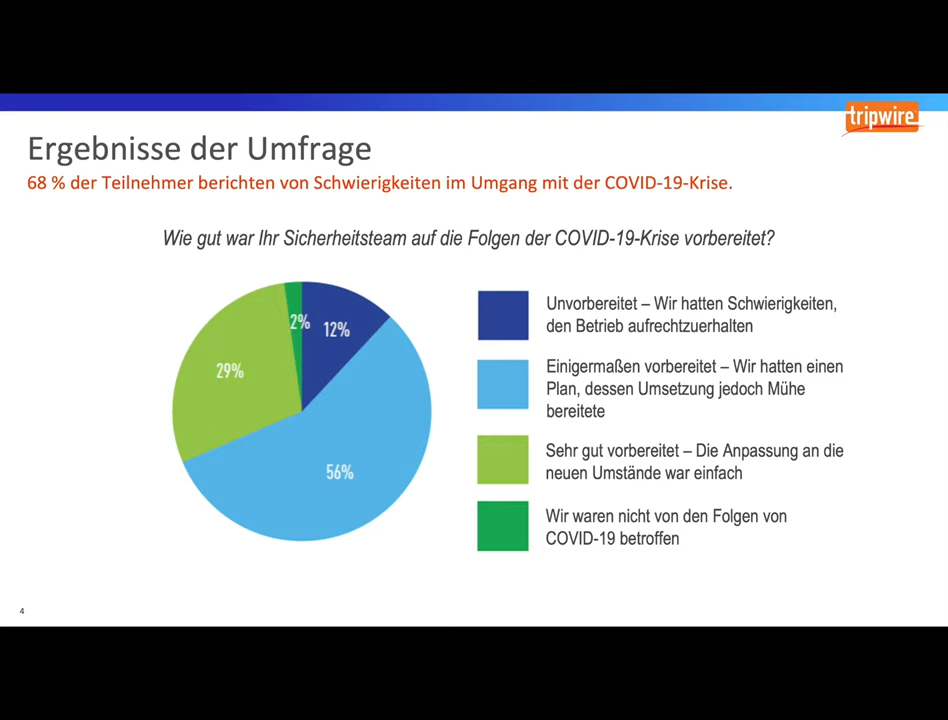 tripwire
Ergebnisse der Umfrage
68 % der Teilnehmer berichten von Schwierigkeiten im Umgang mit der COVID-19-Krise.
Wie gut war Ihr Sicherheitsteam auf die Folgen der COVID-19-Krise vorbereitet?
2%
12%
29%
56%
Unvorbereitet – Wir hatten Schwierigkeiten,
den Betrieb aufrechtzuerhalten
Einigermaßen vorbereitet – Wir hatten einen
Plan, dessen Umsetzung jedoch Mühe
bereitete
Sehr gut vorbereitet – Die Anpassung an die
neuen Umstände war einfach
Wir waren nicht von den Folgen von
COVID-19 betroffen
4